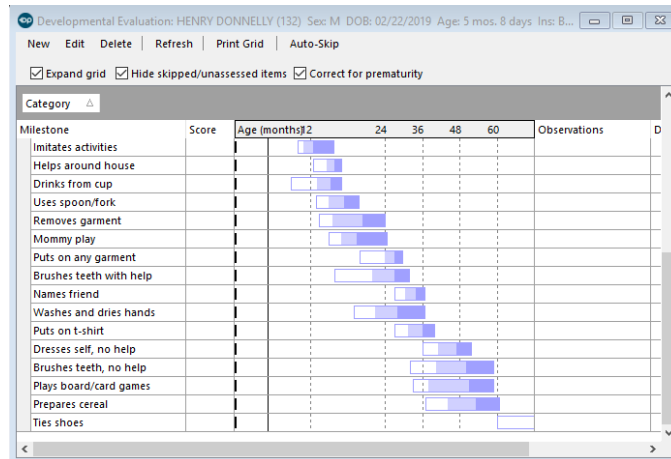 Developmental Evaluation: HENRY DONNELLY (132) Sex: M DOB: 02/22/2019 Age: 5 mos. 8 days Ins: B...
New Edit Delete Refresh Print Grid Auto-Skip
Expand grid Hide skipped/unassessed items Correct for prematurity
Category
Milestone Score Age (months) 12 24 36 48 60 Observations D
Imitates activities
Helps around house
Drinks from cup
Uses spoon/fork
Removes garment
Mommy play
Puts on any garment
Brushes teeth with help
Names friend
Washes and dries hands
Puts on t-shirt
Dresses self, no help
Brushes teeth, no help
Plays board/card games
Prepares cereal
Ties shoes